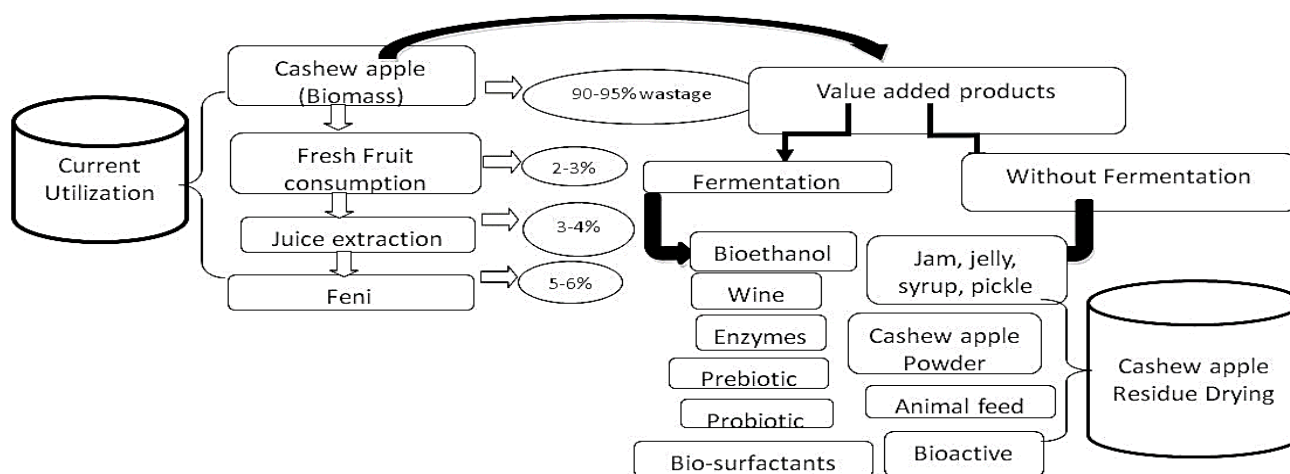 Current
Utilization
Cashew apple
(Biomass)
90-95% wastage
Fresh Fruit
consumption
2-3%
Juice extraction
3-4%
Feni
5-6%
Value added products
Fermentation
Without Fermentation
Bioethanol
Wine
Enzymes
Prebiotic
Probiotic
Bio-surfactants
Jam, jelly,
syrup, pickle
Cashew apple
Powder
Animal feed
Bioactive
Cashew apple
Residue Drying